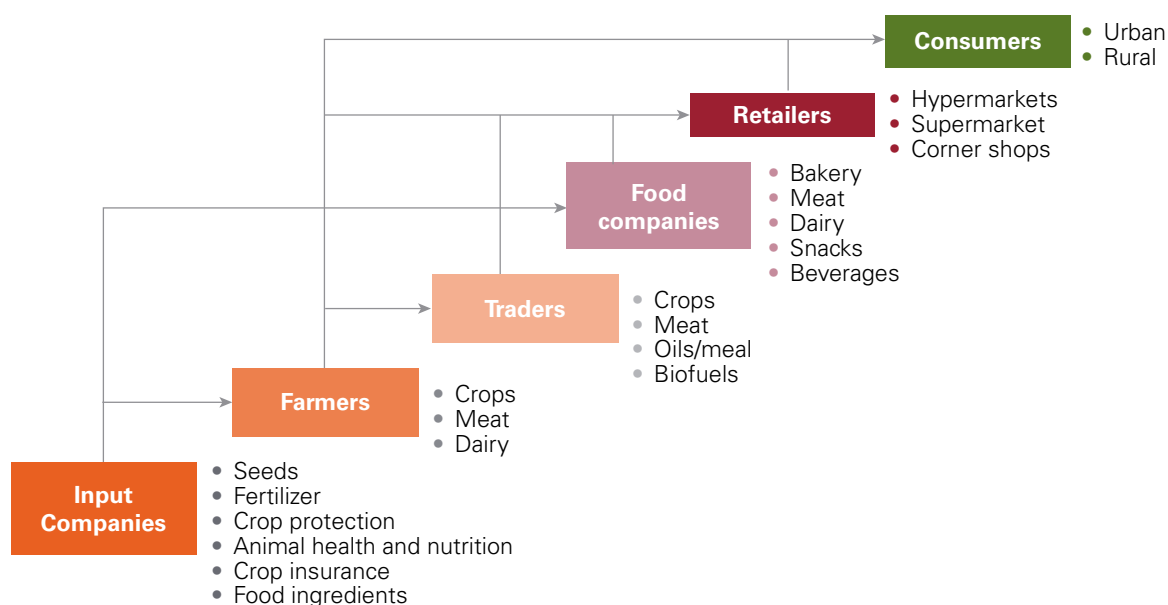 Consumers
Urban
Rural
Retailers
Hypermarkets
Supermarket
Corner shops
Food
companies
Bakery
Meat
Dairy
Snacks
Beverages
Traders
Crops
Meat
Oils/meal
Biofuels
Farmers
Crops
Meat
Dairy
Input
Companies
Seeds
Fertilizer
Crop protection
Animal health and nutrition
Crop insurance
Food ingredients